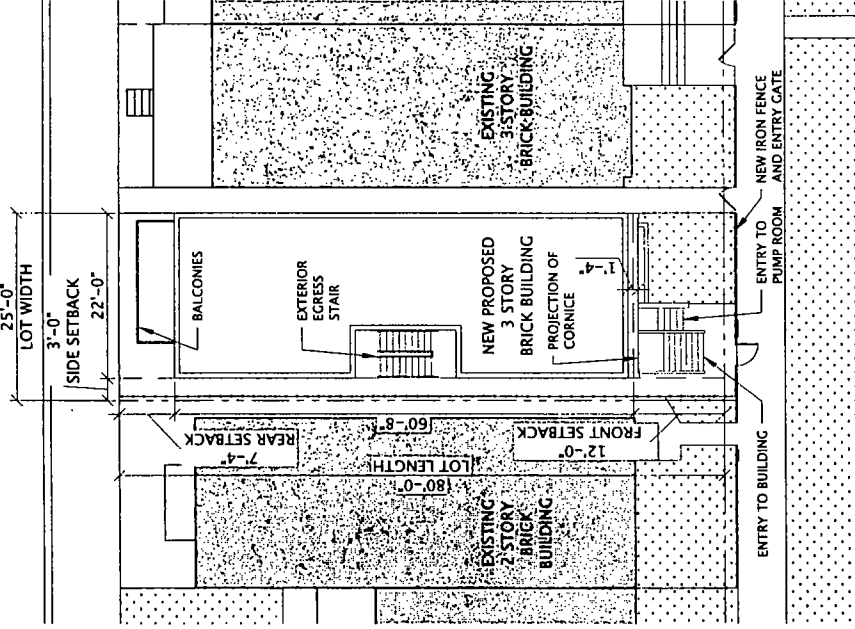 25'-0"
LOT WIDTH
3'-0"
SIDE SETBACK
22'-0"
BALCONIES
EXTERIOR
EGRESS
STAIR
NEW PROPOSED
3 STORY
BRICK BUILDING
PROJECTION OF
CORNICE
1'-4"
EXISTING
3-STORY
BRICK BUILDING
NEW IRON FENCE
AND ENTRY GATE
ENTRY TO
PUMP ROOM
ENTRY TO BUILDING
7'-4"
REAR SETBACK
60'-8"
80'-0"
LOT LENGTH
12'-0"
FRONT SETBACK
EXISTING
2 STORY
BRICK
BUILDING